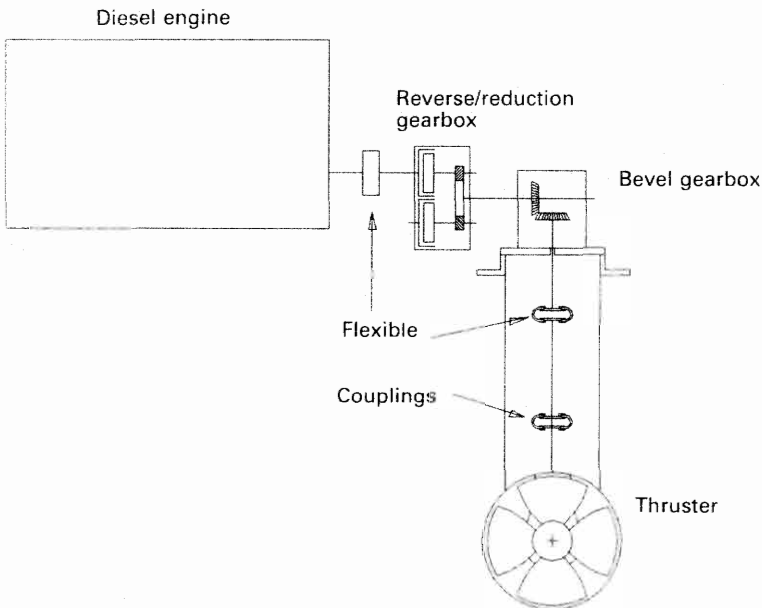 Diesel engine
Reverse/reduction
gearbox
Bevel gearbox
Flexible
Couplings
Thruster